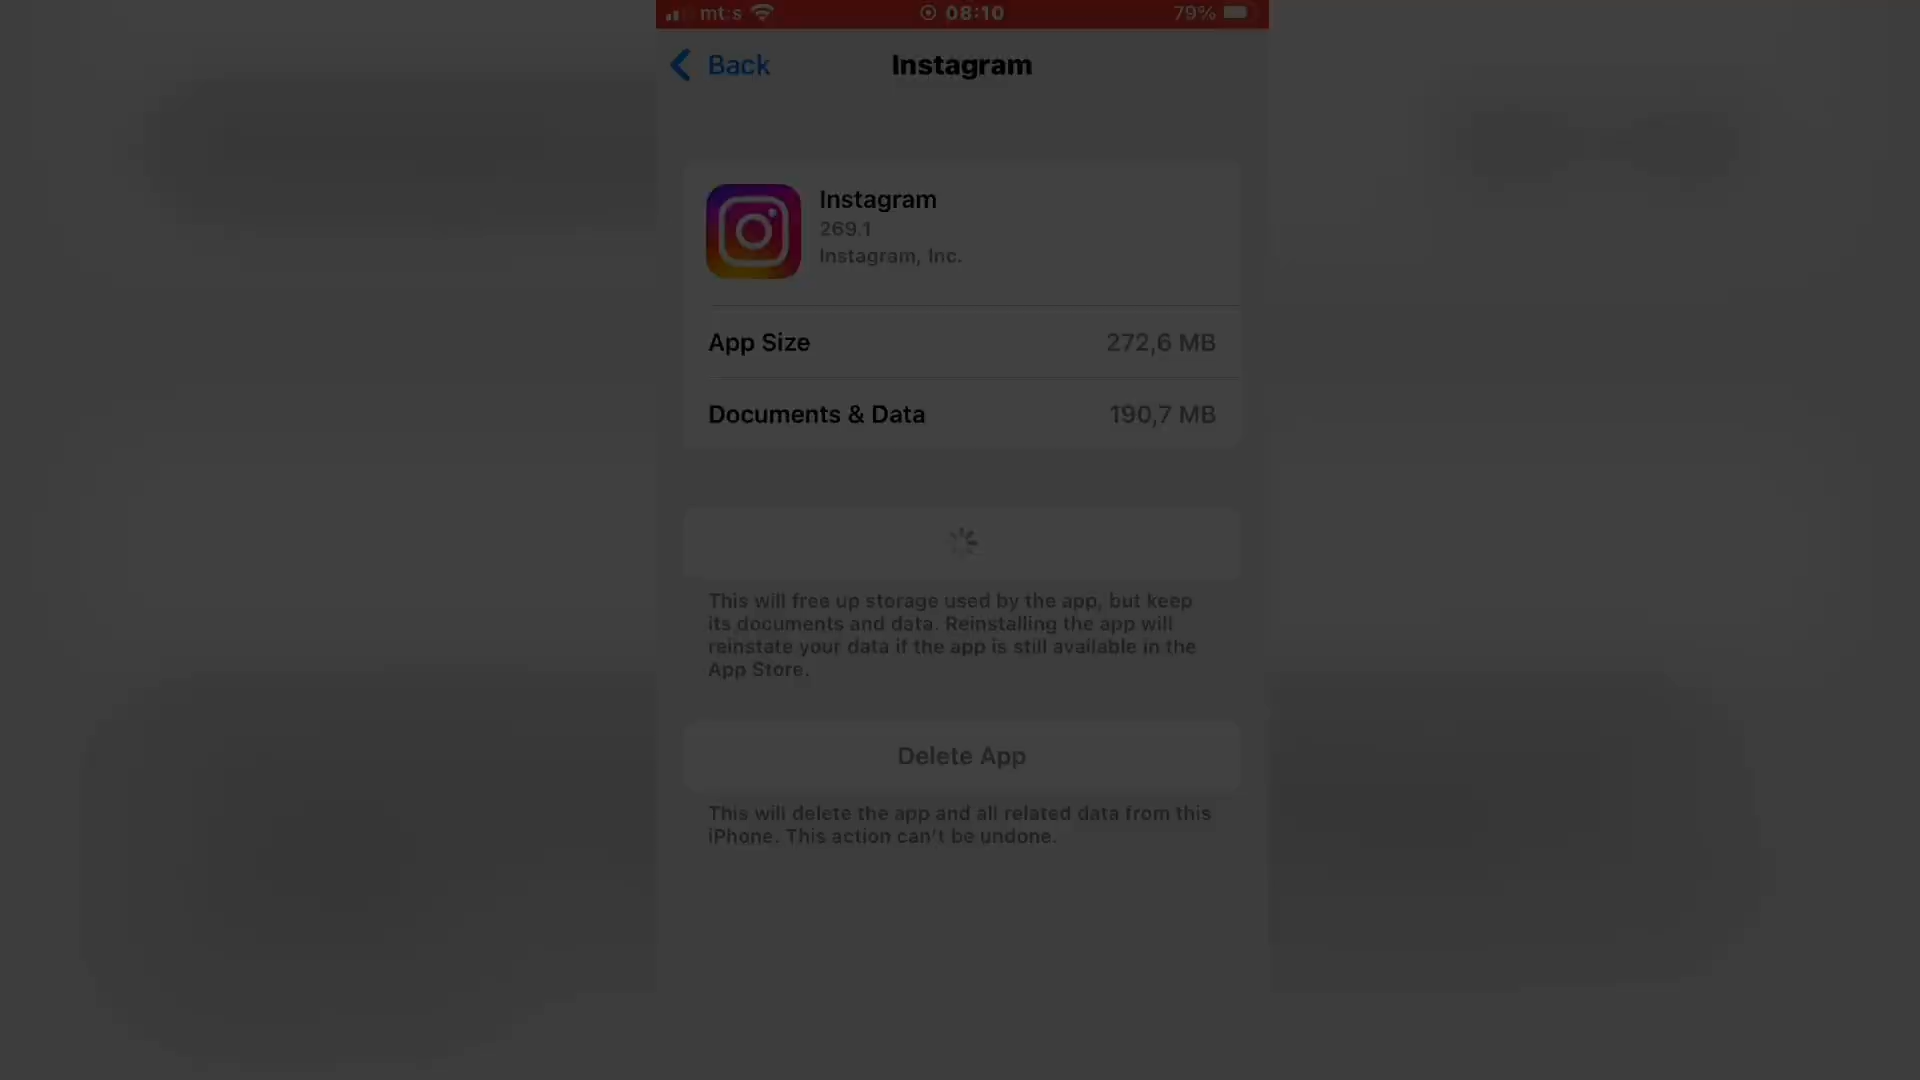 mt:s 08:10 79%
Back Instagram
Instagram
269.1
Instagram, Inc.
App Size 272,6 MB
Documents & Data 190,7 MB
This will free up storage used by the app, but keep
its documents and data. Reinstalling the app will
reinstate your data if the app is still available in the
App Store.
Delete App
This will delete the app and all related data from this
iPhone. This action can't be undone.